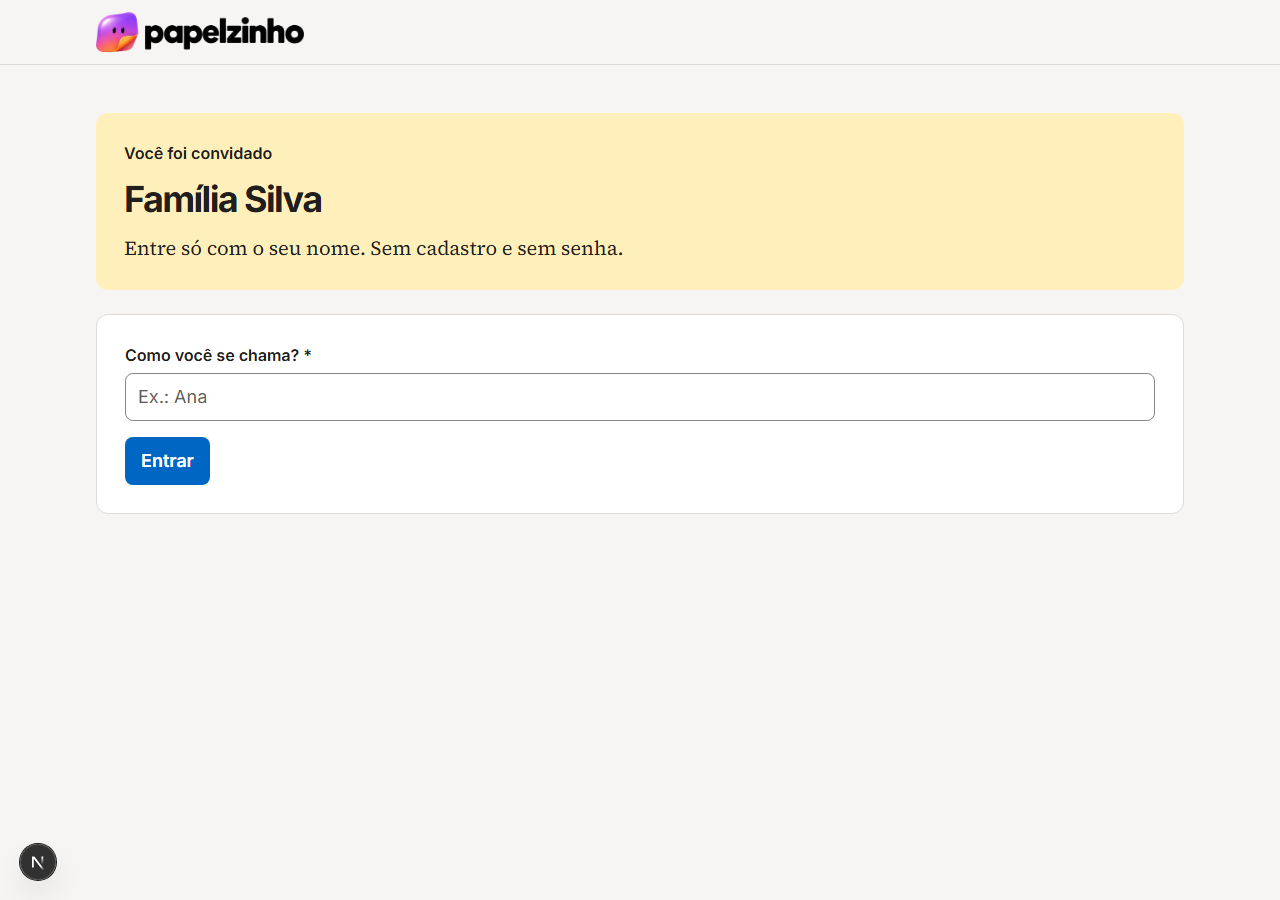 papelzinho
Você foi convidado
Família Silva
Entre só com o seu nome. Sem cadastro e sem senha.
Como você se chama? *
Ex.: Ana
Entrar
N